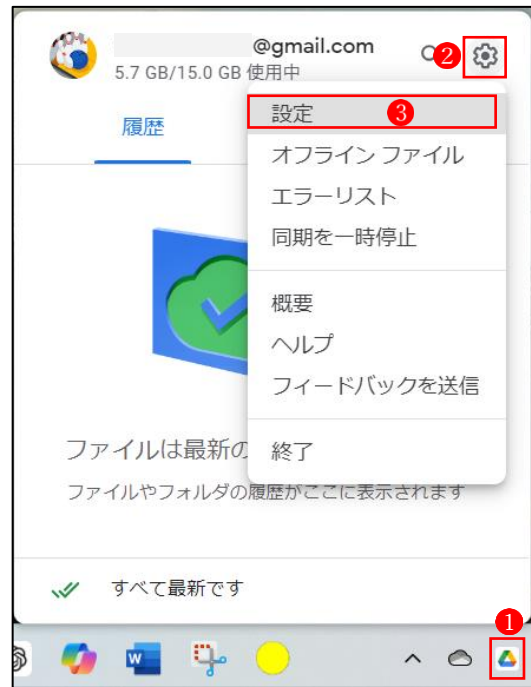 @gmail.com
2
5.7 GB/15.0 GB 使用中
履歴
設定
3
オフライン ファイル
エラーリスト
同期を一時停止
概要
ヘルプ
フィードバックを送信
終了
ファイルは最新の
ファイルやフォルダの履歴がここに表示されます
すべて最新です
1
W